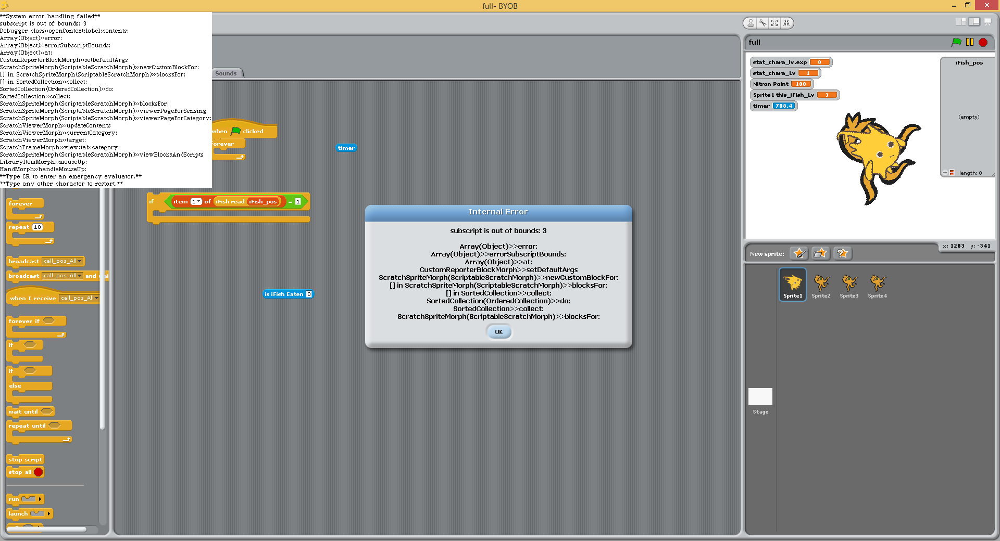 full- BYOB
**System error handling failed**
subscript is out of bounds: 3
Debugger class>>openContext:label:contents:
Array(Object)>>error:
Array(Object)>>errorSubscriptBounds:
Array(Object)>>at:
CustomReporterBlockMorph>>setDefaultArgs
ScratchSpriteMorph(ScriptableScratchMorph)>>newCustomBlockFor:
[] in ScratchSpriteMorph(ScriptableScratchMorph)>>blocksFor:
[] in SortedCollection>>collect:
SortedCollection(OrderedCollection)>>do:
SortedCollection>>collect:
ScratchSpriteMorph(ScriptableScratchMorph)>>blocksFor:
ScratchSpriteMorph(ScriptableScratchMorph)>>viewerPageForSensing
ScratchSpriteMorph(ScriptableScratchMorph)>>viewerPageForCategory:
ScratchViewerMorph>>updateContents
ScratchViewerMorph>>currentCategory:
ScratchViewerMorph>>target:
ScratchFrameMorph>>view:tab:category:
ScratchSpriteMorph(ScriptableScratchMorph)>>viewBlocksAndScripts
LibraryItemMorph>>mouseUp:
HandMorph>>handleMouseUp:
**Type CR to enter an emergency evaluator.**
**Type any other character to restart.**
Sounds
when clicked
forever
timer
if item 1 of iFish read iFish_pos = 1
is iFish Eaten 0
forever
repeat 10
broadcast call_pos_All
broadcast call_pos_All and wai
when I receive call_pos_All
forever if
if
if
else
wait until
repeat until
stop script
stop all
run
launch
Internal Error
subscript is out of bounds: 3
Array(Object)>>error:
Array(Object)>>errorSubscriptBounds:
Array(Object)>>at:
CustomReporterBlockMorph>>setDefaultArgs
ScratchSpriteMorph(ScriptableScratchMorph)>>newCustomBlockFor:
[] in ScratchSpriteMorph(ScriptableScratchMorph)>>blocksFor:
[] in SortedCollection>>collect:
SortedCollection(OrderedCollection)>>do:
SortedCollection>>collect:
ScratchSpriteMorph(ScriptableScratchMorph)>>blocksFor:
OK
full
stat_chara_lv.exp 0
stat_chara_Lv 1
Nitron Point 100
Sprite1 this_iFish_Lv 3
timer 708.4
iFish_pos
(empty)
+ = length: 0
x: 1283 y: -341
New sprite:
Sprite1 Sprite2 Sprite3 Sprite4
Stage